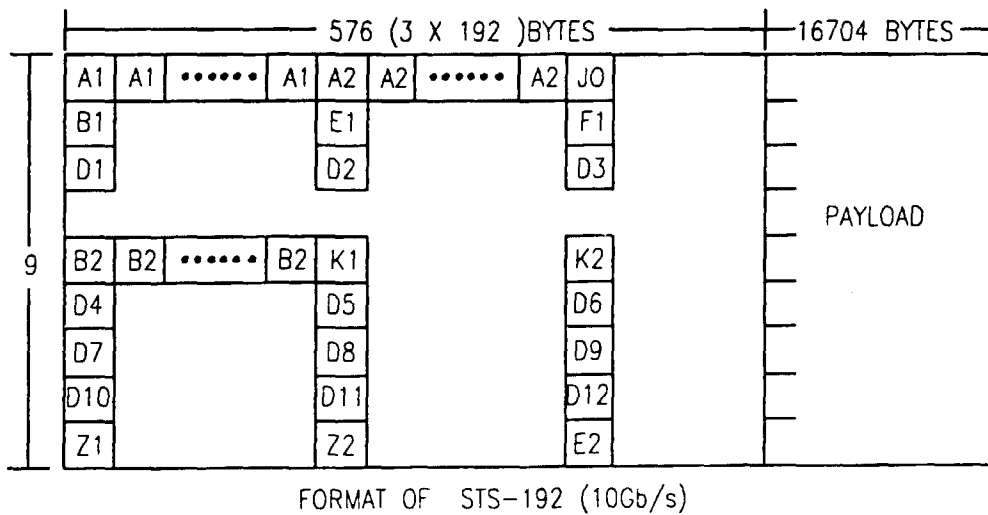 576 (3 X 192 )BYTES 16704 BYTES
A1 A1 •••••• A1 A2 A2 •••••• A2 J0
B1 E1 F1
D1 D2 D3
PAYLOAD
9 B2 B2 •••••• B2 K1 K2
D4 D5 D6
D7 D8 D9
D10 D11 D12
Z1 Z2 E2
FORMAT OF STS-192 (10Gb/s)